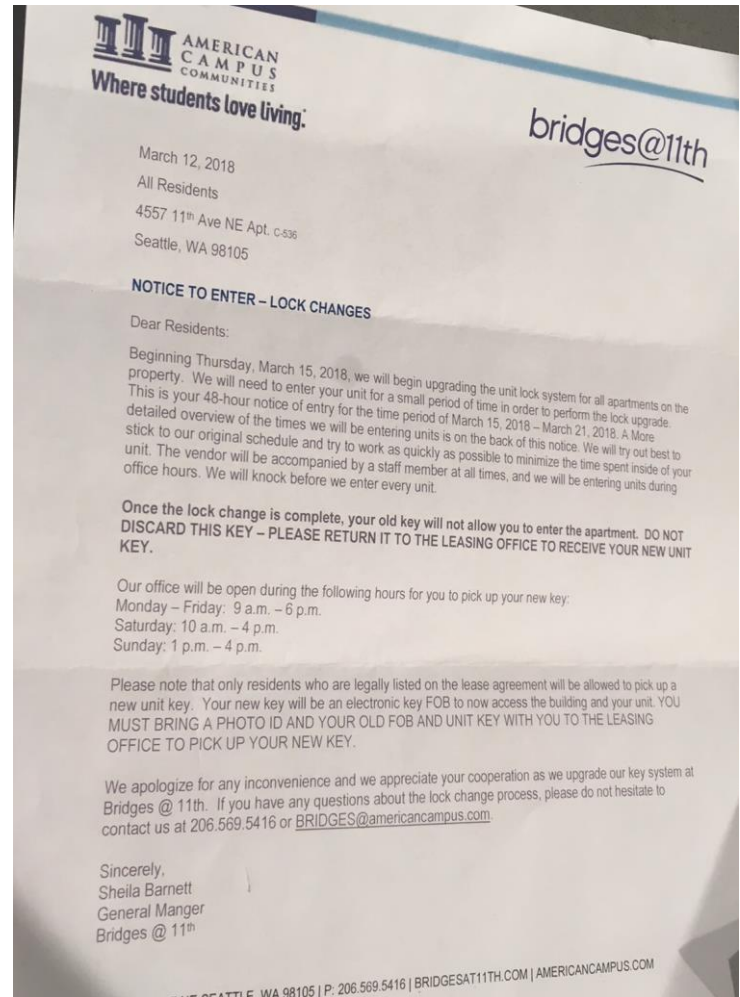 AMERICAN
CAMPUS
COMMUNITIES
Where students love living.
bridges@11th
March 12, 2018
All Residents
4557 11th Ave NE Apt. C-536
Seattle, WA 98105
NOTICE TO ENTER – LOCK CHANGES
Dear Residents:
Beginning Thursday, March 15, 2018, we will begin upgrading the unit lock system for all apartments on the
property. We will need to enter your unit for a small period of time in order to perform the lock upgrade.
This is your 48-hour notice of entry for the time period of March 15, 2018 – March 21, 2018. A More
detailed overview of the times we will be entering units is on the back of this notice. We will try out best to
stick to our original schedule and try to work as quickly as possible to minimize the time spent inside of your
unit. The vendor will be accompanied by a staff member at all times, and we will be entering units during
office hours. We will knock before we enter every unit.
Once the lock change is complete, your old key will not allow you to enter the apartment. DO NOT
DISCARD THIS KEY – PLEASE RETURN IT TO THE LEASING OFFICE TO RECEIVE YOUR NEW UNIT
KEY.
Our office will be open during the following hours for you to pick up your new key:
Monday – Friday: 9 a.m. – 6 p.m.
Saturday: 10 a.m. – 4 p.m.
Sunday: 1 p.m. – 4 p.m.
Please note that only residents who are legally listed on the lease agreement will be allowed to pick up a
new unit key. Your new key will be an electronic key FOB to now access the building and your unit. YOU
MUST BRING A PHOTO ID AND YOUR OLD FOB AND UNIT KEY WITH YOU TO THE LEASING
OFFICE TO PICK UP YOUR NEW KEY.
We apologize for any inconvenience and we appreciate your cooperation as we upgrade our key system at
Bridges @ 11th. If you have any questions about the lock change process, please do not hesitate to
contact us at 206.569.5416 or BRIDGES@americancampus.com.
Sincerely,
Sheila Barnett
General Manger
Bridges @ 11th
SEATTLE, WA 98105 | P: 206.569.5416 | BRIDGESAT11TH.COM | AMERICANCAMPUS.COM